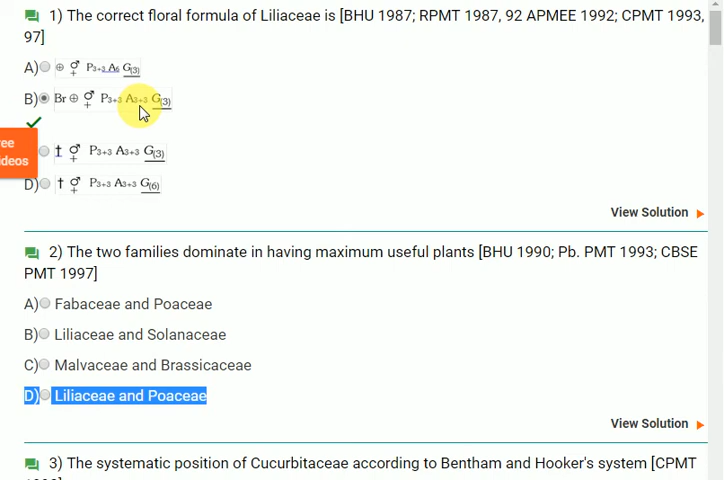 1) The correct floral formula of Liliaceae is [BHU 1987; RPMT 1987, 92 APMEE 1992; CPMT 1993,
97]
A) ⊕ ⚥ P3+3 A6 G(3)
B) Br ⊕ ⚥ P3+3 A3+3 G(3)
ree
ideos
† ⚥ P3+3 A3+3 G(3)
D) † ⚥ P3+3 A3+3 G(6)
View Solution
2) The two families dominate in having maximum useful plants [BHU 1990; Pb. PMT 1993; CBSE
PMT 1997]
A) Fabaceae and Poaceae
B) Liliaceae and Solanaceae
C) Malvaceae and Brassicaceae
D) Liliaceae and Poaceae
View Solution
3) The systematic position of Cucurbitaceae according to Bentham and Hooker's system [CPMT